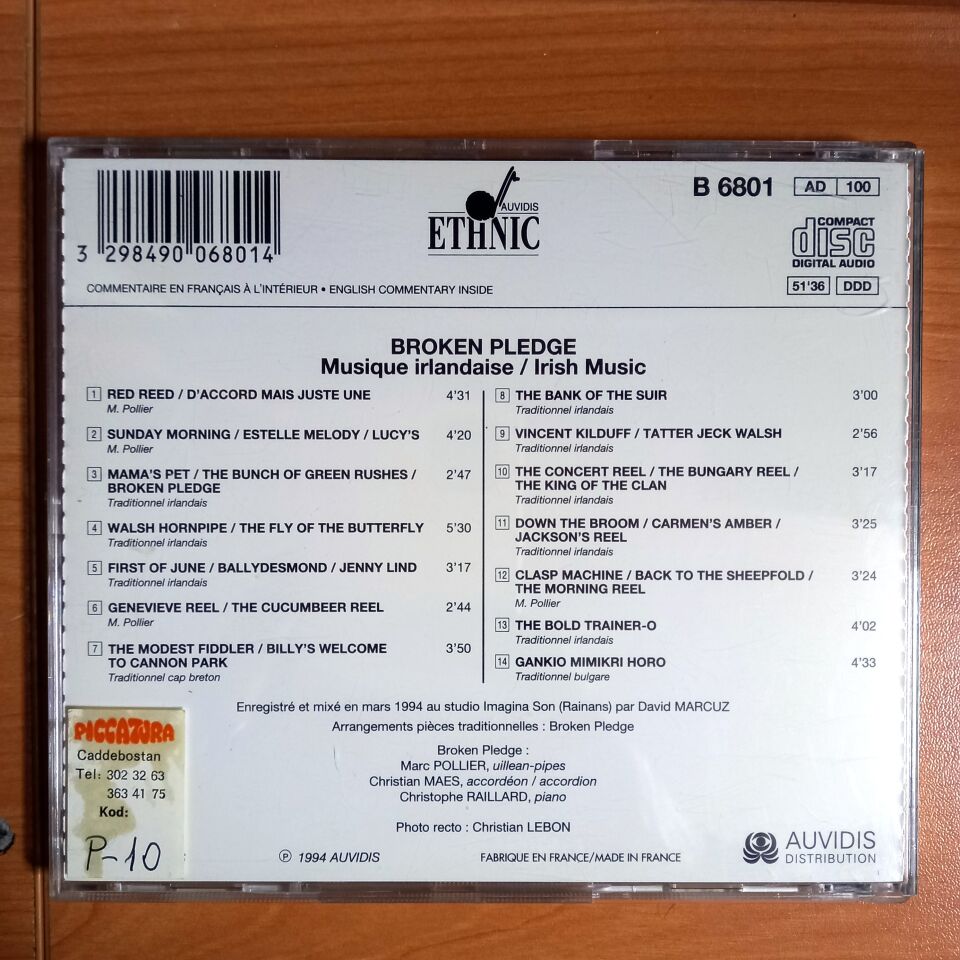 3 298490 068014
AUVIDIS
ETHNIC
B 6801 AD 100
COMPACT
disc
DIGITAL AUDIO
51'36 DDD
COMMENTAIRE EN FRANÇAIS À L'INTÉRIEUR • ENGLISH COMMENTARY INSIDE
BROKEN PLEDGE
Musique irlandaise / Irish Music
1 RED REED / D'ACCORD MAIS JUSTE UNE 4'31
M. Pollier
2 SUNDAY MORNING / ESTELLE MELODY / LUCY'S 4'20
M. Pollier
3 MAMA'S PET / THE BUNCH OF GREEN RUSHES / 2'47
BROKEN PLEDGE
Traditionnel irlandais
4 WALSH HORNPIPE / THE FLY OF THE BUTTERFLY 5'30
Traditionnel irlandais
5 FIRST OF JUNE / BALLYDESMOND / JENNY LIND 3'17
Traditionnel irlandais
6 GENEVIEVE REEL / THE CUCUMBEER REEL 2'44
M. Pollier
7 THE MODEST FIDDLER / BILLY'S WELCOME 3'50
TO CANNON PARK
Traditionnel cap breton
8 THE BANK OF THE SUIR 3'00
Traditionnel irlandais
9 VINCENT KILDUFF / TATTER JECK WALSH 2'56
Traditionnel irlandais
10 THE CONCERT REEL / THE BUNGARY REEL / 3'17
THE KING OF THE CLAN
Traditionnel irlandais
11 DOWN THE BROOM / CARMEN'S AMBER / 3'25
JACKSON'S REEL
Traditionnel irlandais
12 CLASP MACHINE / BACK TO THE SHEEPFOLD / 3'24
THE MORNING REEL
M. Pollier
13 THE BOLD TRAINER-O 4'02
Traditionnel irlandais
14 GANKIO MIMIKRI HORO 4'33
Traditionnel bulgare
Enregistré et mixé en mars 1994 au studio Imagina Son (Rainans) par David MARCUZ
Arrangements pièces traditionnelles : Broken Pledge
Broken Pledge :
Marc POLLIER, uillean-pipes
Christian MAES, accordéon / accordion
Christophe RAILLARD, piano
Photo recto : Christian LEBON
PICCATURA
Caddebostan
Tel: 302 32 63
363 41 75
Kod:
P-10
℗ 1994 AUVIDIS
FABRIQUE EN FRANCE/MADE IN FRANCE
AUVIDIS
DISTRIBUTION